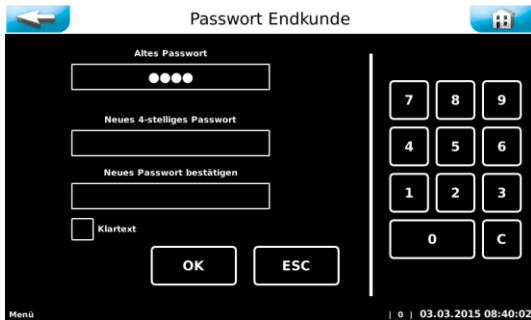 Passwort Endkunde
Altes Passwort
●●●●
Neues 4-stelliges Passwort
Neues Passwort bestätigen
Klartext
OK ESC
7 8 9
4 5 6
1 2 3
0 C
Menü | 0 | 03.03.2015 08:40:02